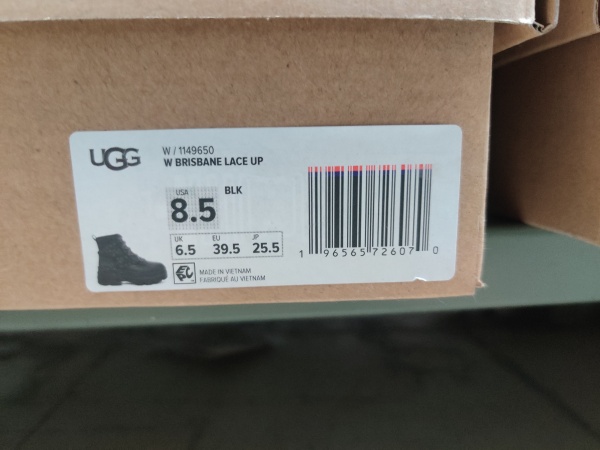 UGG
W / 1149650
W BRISBANE LACE UP
USA
BLK
8.5
UK EU JP
6.5 39.5 25.5
MADE IN VIETNAM
FABRIQUÉ AU VIETNAM
1 96565 72607 0